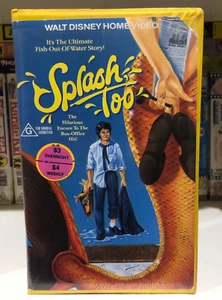 WALT DISNEY HOME VIDEO
It's The Ultimate
Fish-Out-Of-Water Story!
Splash,
Too
The
Hilarious
Encore To The
Box-Office
Hit!
G
$3
OVERNIGHT
$4
WEEKLY